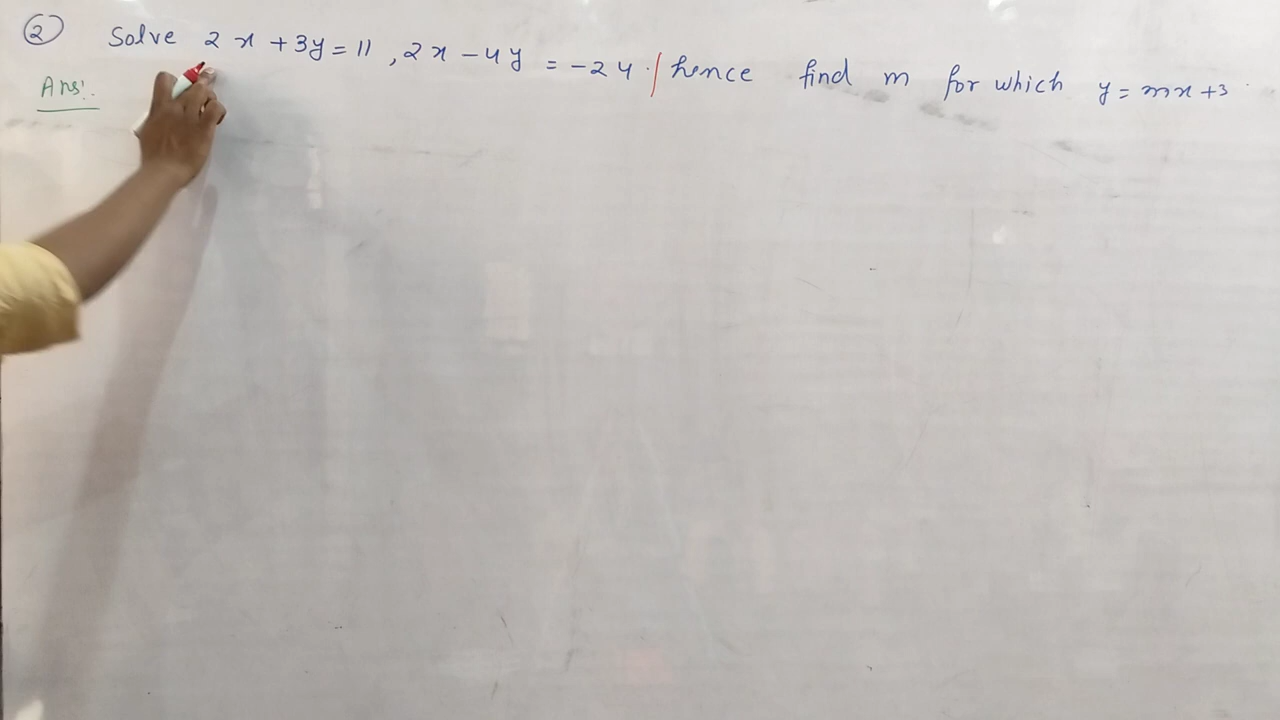 ② Solve 2x + 3y = 11 , 2x - 4y = -24 . / hence find m for which y = mx + 3
Ans: